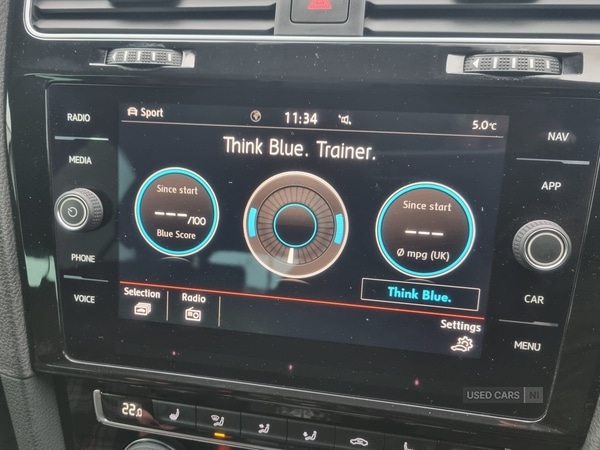 RADIO
MEDIA
PHONE
VOICE
Sport 11:34 5.0°C
Think Blue. Trainer.
Since start
---/100
Blue Score
Since start
---
Ø mpg (UK)
Think Blue.
Selection
Radio
Settings
NAV
APP
CAR
MENU
USED CARS NI
22.0